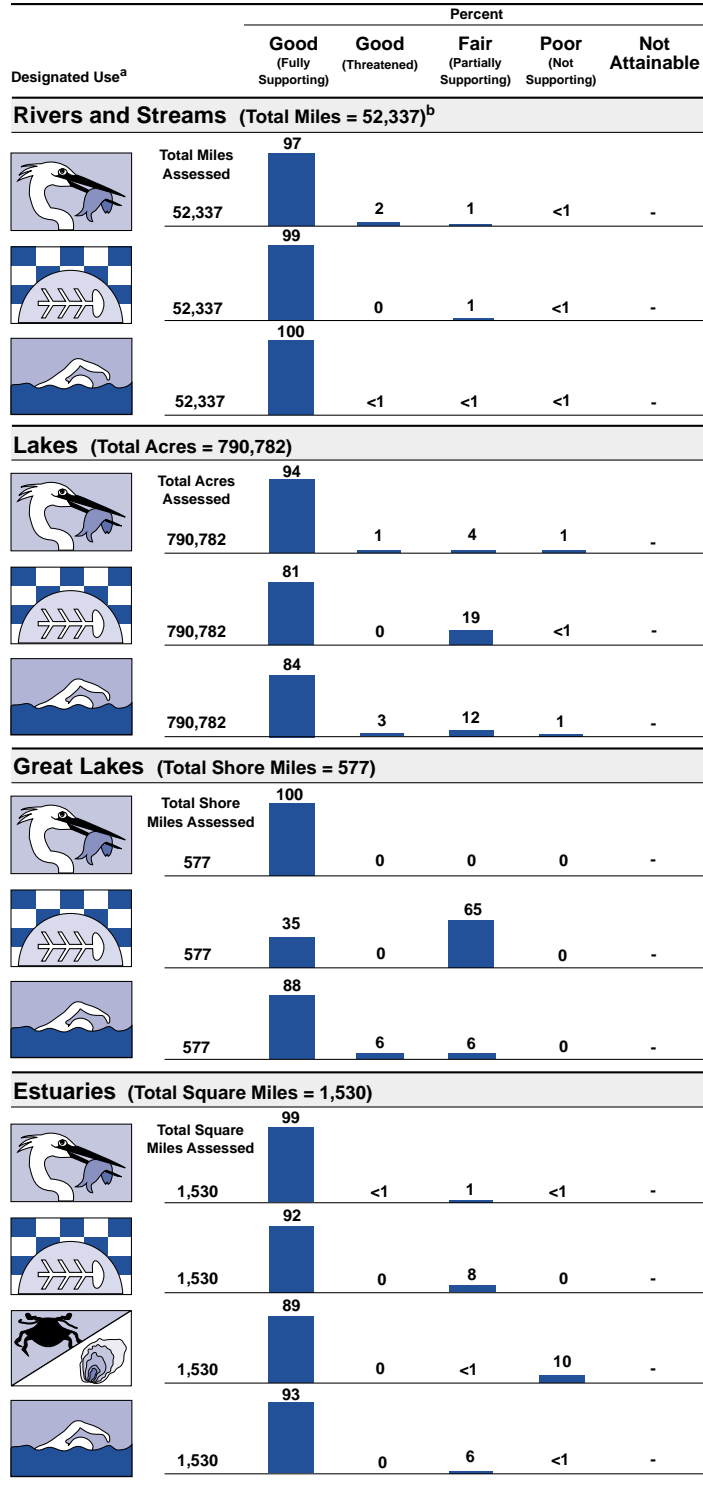 Percent
Designated Use^a Good (Fully Supporting) Good (Threatened) Fair (Partially Supporting) Poor (Not Supporting) Not Attainable
Rivers and Streams (Total Miles = 52,337)^b
Total Miles Assessed
97
52,337 2 1 <1 -
99
52,337 0 1 <1 -
100
52,337 <1 <1 <1 -
Lakes (Total Acres = 790,782)
Total Acres Assessed
94
790,782 1 4 1 -
81
790,782 0 19 <1 -
84
790,782 3 12 1 -
Great Lakes (Total Shore Miles = 577)
Total Shore Miles Assessed
100
577 0 0 0 -
35 65
577 0 0 -
88
577 6 6 0 -
Estuaries (Total Square Miles = 1,530)
Total Square Miles Assessed
99
1,530 <1 1 <1 -
92
1,530 0 8 0 -
89
1,530 0 <1 10 -
93
1,530 0 6 <1 -